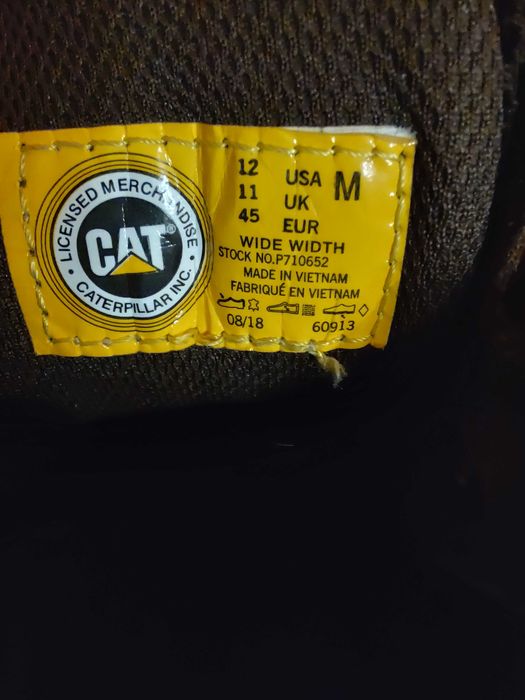 LICENSED MERCHANDISE
CAT®
CATERPILLAR INC.
12 USA M
11 UK
45 EUR
WIDE WIDTH
STOCK NO.P710652
MADE IN VIETNAM
FABRIQUÉ EN VIETNAM
08/18 60913